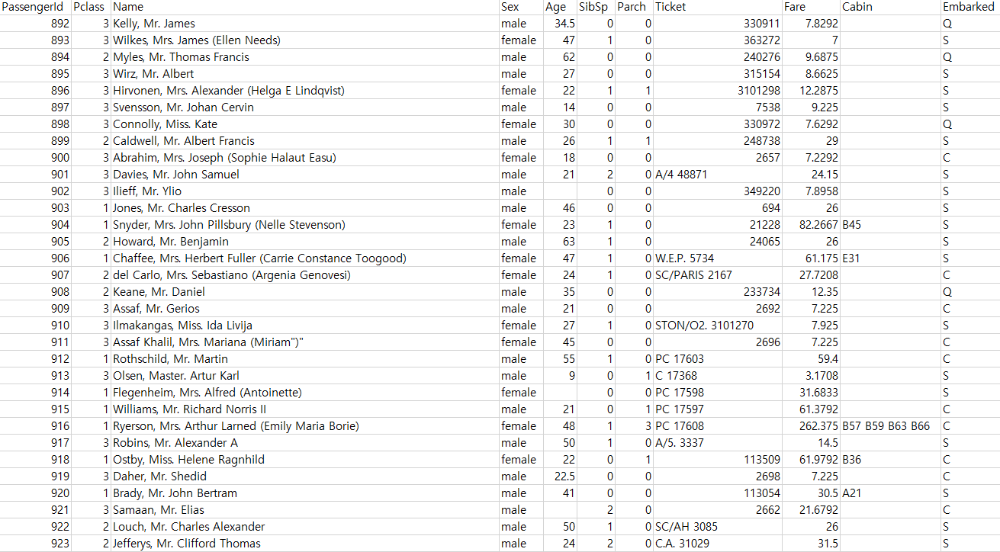 PassengerId Pclass Name Sex Age SibSp Parch Ticket Fare Cabin Embarked
892 3 Kelly, Mr. James male 34.5 0 0 330911 7.8292 Q
893 3 Wilkes, Mrs. James (Ellen Needs) female 47 1 0 363272 7 S
894 2 Myles, Mr. Thomas Francis male 62 0 0 240276 9.6875 Q
895 3 Wirz, Mr. Albert male 27 0 0 315154 8.6625 S
896 3 Hirvonen, Mrs. Alexander (Helga E Lindqvist) female 22 1 1 3101298 12.2875 S
897 3 Svensson, Mr. Johan Cervin male 14 0 0 7538 9.225 S
898 3 Connolly, Miss. Kate female 30 0 0 330972 7.6292 Q
899 2 Caldwell, Mr. Albert Francis male 26 1 1 248738 29 S
900 3 Abrahim, Mrs. Joseph (Sophie Halaut Easu) female 18 0 0 2657 7.2292 C
901 3 Davies, Mr. John Samuel male 21 2 0 A/4 48871 24.15 S
902 3 Ilieff, Mr. Ylio male 0 0 349220 7.8958 S
903 1 Jones, Mr. Charles Cresson male 46 0 0 694 26 S
904 1 Snyder, Mrs. John Pillsbury (Nelle Stevenson) female 23 1 0 21228 82.2667 B45 S
905 2 Howard, Mr. Benjamin male 63 1 0 24065 26 S
906 1 Chaffee, Mrs. Herbert Fuller (Carrie Constance Toogood) female 47 1 0 W.E.P. 5734 61.175 E31 S
907 2 del Carlo, Mrs. Sebastiano (Argenia Genovesi) female 24 1 0 SC/PARIS 2167 27.7208 C
908 2 Keane, Mr. Daniel male 35 0 0 233734 12.35 Q
909 3 Assaf, Mr. Gerios male 21 0 0 2692 7.225 C
910 3 Ilmakangas, Miss. Ida Livija female 27 1 0 STON/O2. 3101270 7.925 S
911 3 Assaf Khalil, Mrs. Mariana (Miriam")" female 45 0 0 2696 7.225 C
912 1 Rothschild, Mr. Martin male 55 1 0 PC 17603 59.4 C
913 3 Olsen, Master. Artur Karl male 9 0 1 C 17368 3.1708 S
914 1 Flegenheim, Mrs. Alfred (Antoinette) female 0 0 PC 17598 31.6833 S
915 1 Williams, Mr. Richard Norris II male 21 0 1 PC 17597 61.3792 C
916 1 Ryerson, Mrs. Arthur Larned (Emily Maria Borie) female 48 1 3 PC 17608 262.375 B57 B59 B63 B66 C
917 3 Robins, Mr. Alexander A male 50 1 0 A/5. 3337 14.5 S
918 1 Ostby, Miss. Helene Ragnhild female 22 0 1 113509 61.9792 B36 C
919 3 Daher, Mr. Shedid male 22.5 0 0 2698 7.225 C
920 1 Brady, Mr. John Bertram male 41 0 0 113054 30.5 A21 S
921 3 Samaan, Mr. Elias male 2 0 2662 21.6792 C
922 2 Louch, Mr. Charles Alexander male 50 1 0 SC/AH 3085 26 S
923 2 Jefferys, Mr. Clifford Thomas male 24 2 0 C.A. 31029 31.5 S